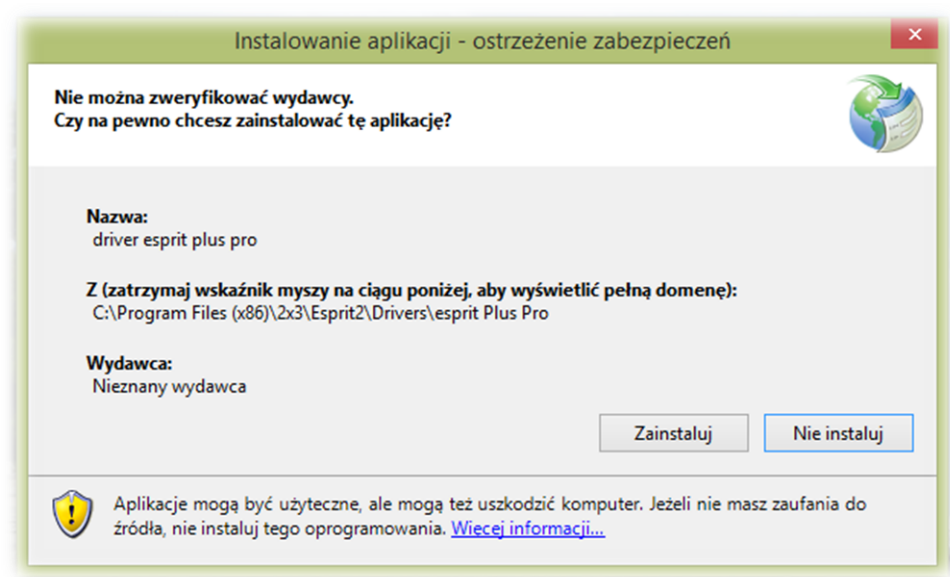 Instalowanie aplikacji - ostrzeżenie zabezpieczeń
Nie można zweryfikować wydawcy.
Czy na pewno chcesz zainstalować tę aplikację?
Nazwa:
driver esprit plus pro
Z (zatrzymaj wskaźnik myszy na ciągu poniżej, aby wyświetlić pełną domenę):
C:\Program Files (x86)\2x3\Esprit2\Drivers\esprit Plus Pro
Wydawca:
Nieznany wydawca
Zainstaluj Nie instaluj
Aplikacje mogą być użyteczne, ale mogą też uszkodzić komputer. Jeżeli nie masz zaufania do
źródła, nie instaluj tego oprogramowania. Więcej informacji...